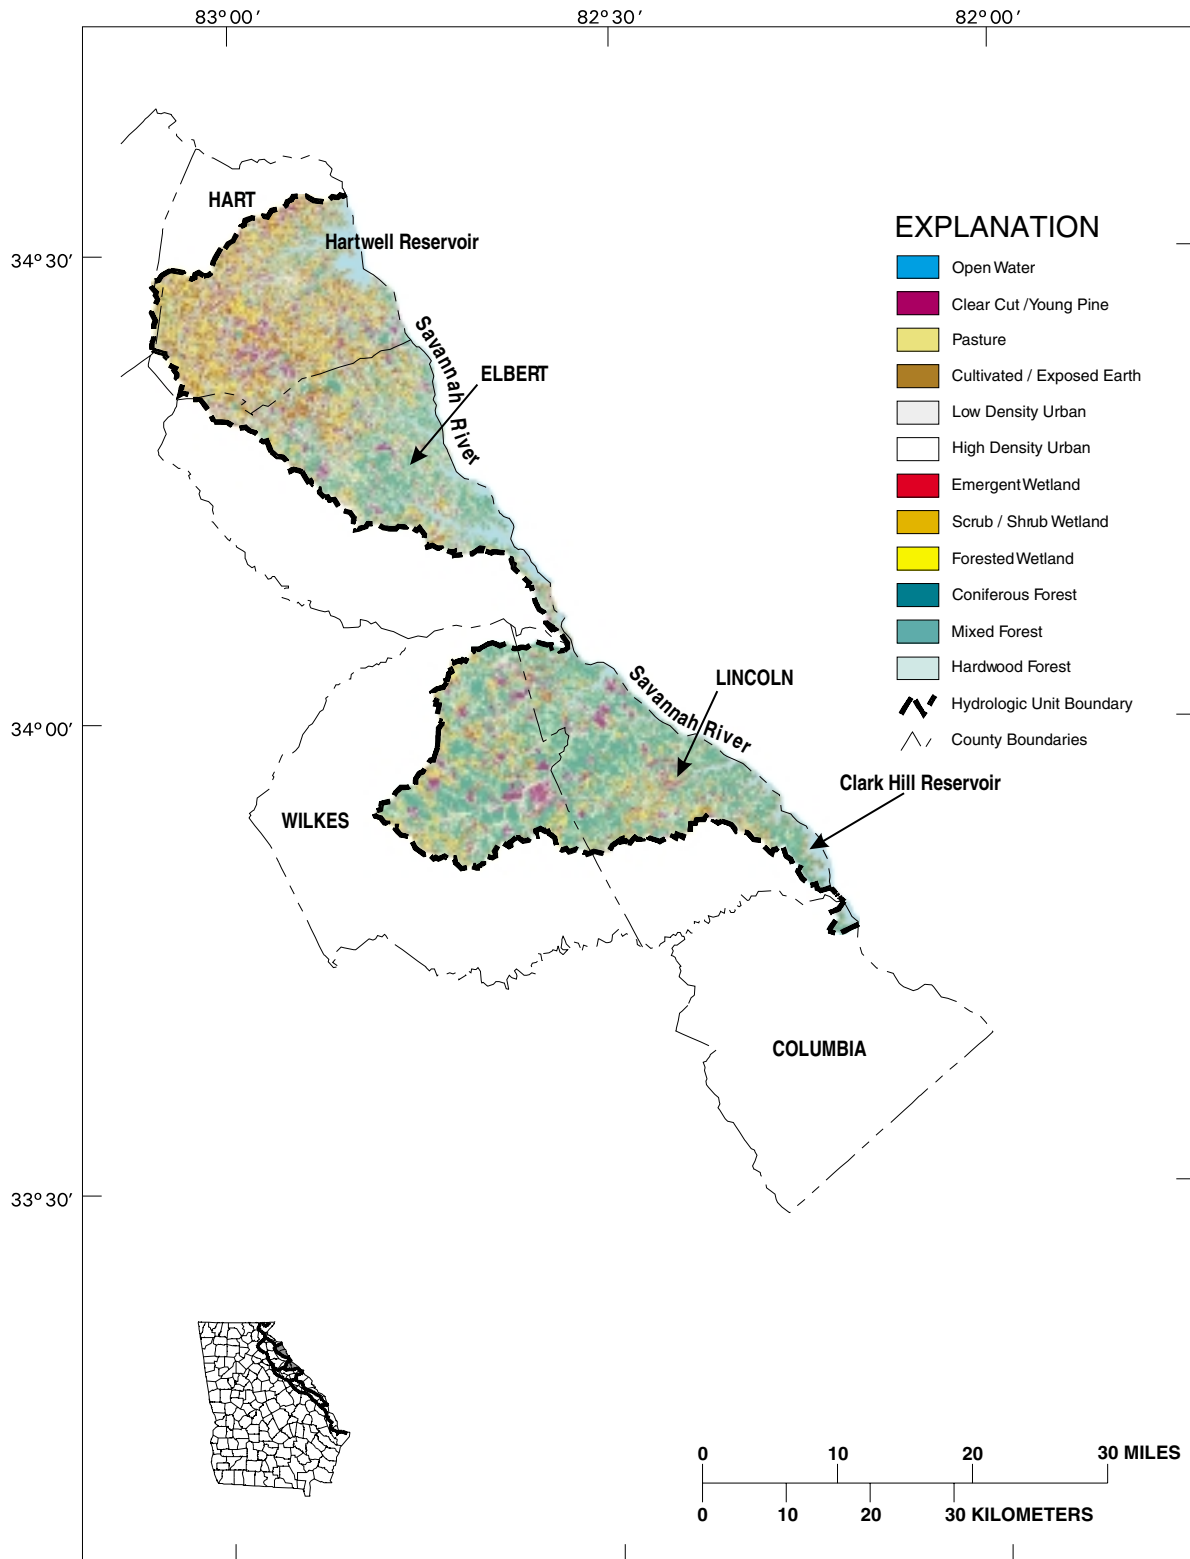 83°00′
82°30′
82°00′
HART
Hartwell Reservoir
34°30′
Savannah River
ELBERT
EXPLANATION
Open Water
Clear Cut / Young Pine
Pasture
Cultivated / Exposed Earth
Low Density Urban
High Density Urban
Emergent Wetland
Scrub / Shrub Wetland
Forested Wetland
Coniferous Forest
Mixed Forest
Hardwood Forest
Hydrologic Unit Boundary
County Boundaries
LINCOLN
Savannah River
34°00′
Clark Hill Reservoir
WILKES
COLUMBIA
33°30′
0 10 20 30 MILES
0 10 20 30 KILOMETERS